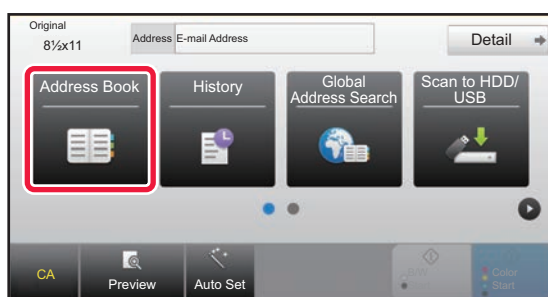 Original
8½x11
Address
E-mail Address
Detail
Address Book
History
Global
Address Search
Scan to HDD/
USB
CA
Preview
Auto Set
Color
Start